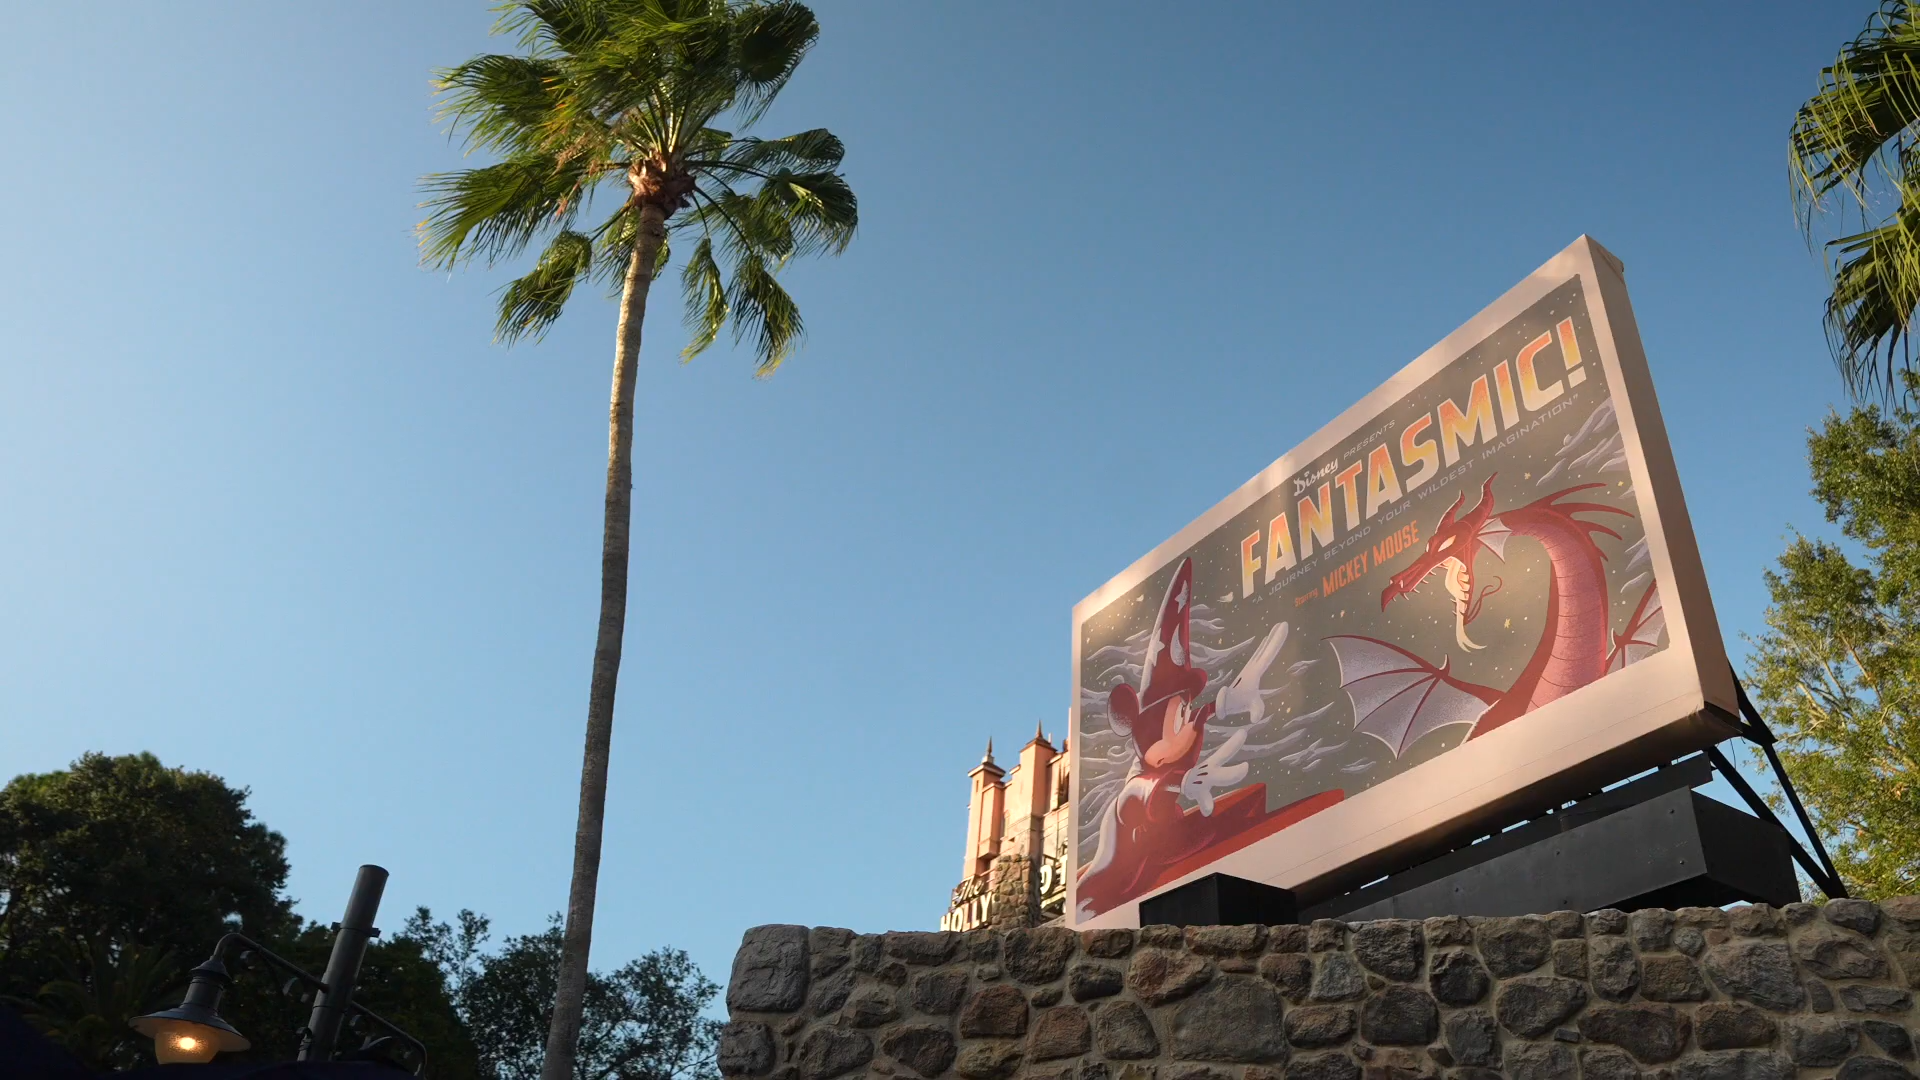 Disney PRESENTS
FANTASMIC!
"A JOURNEY BEYOND YOUR WILDEST IMAGINATION"
Starring MICKEY MOUSE
The
HOLLY